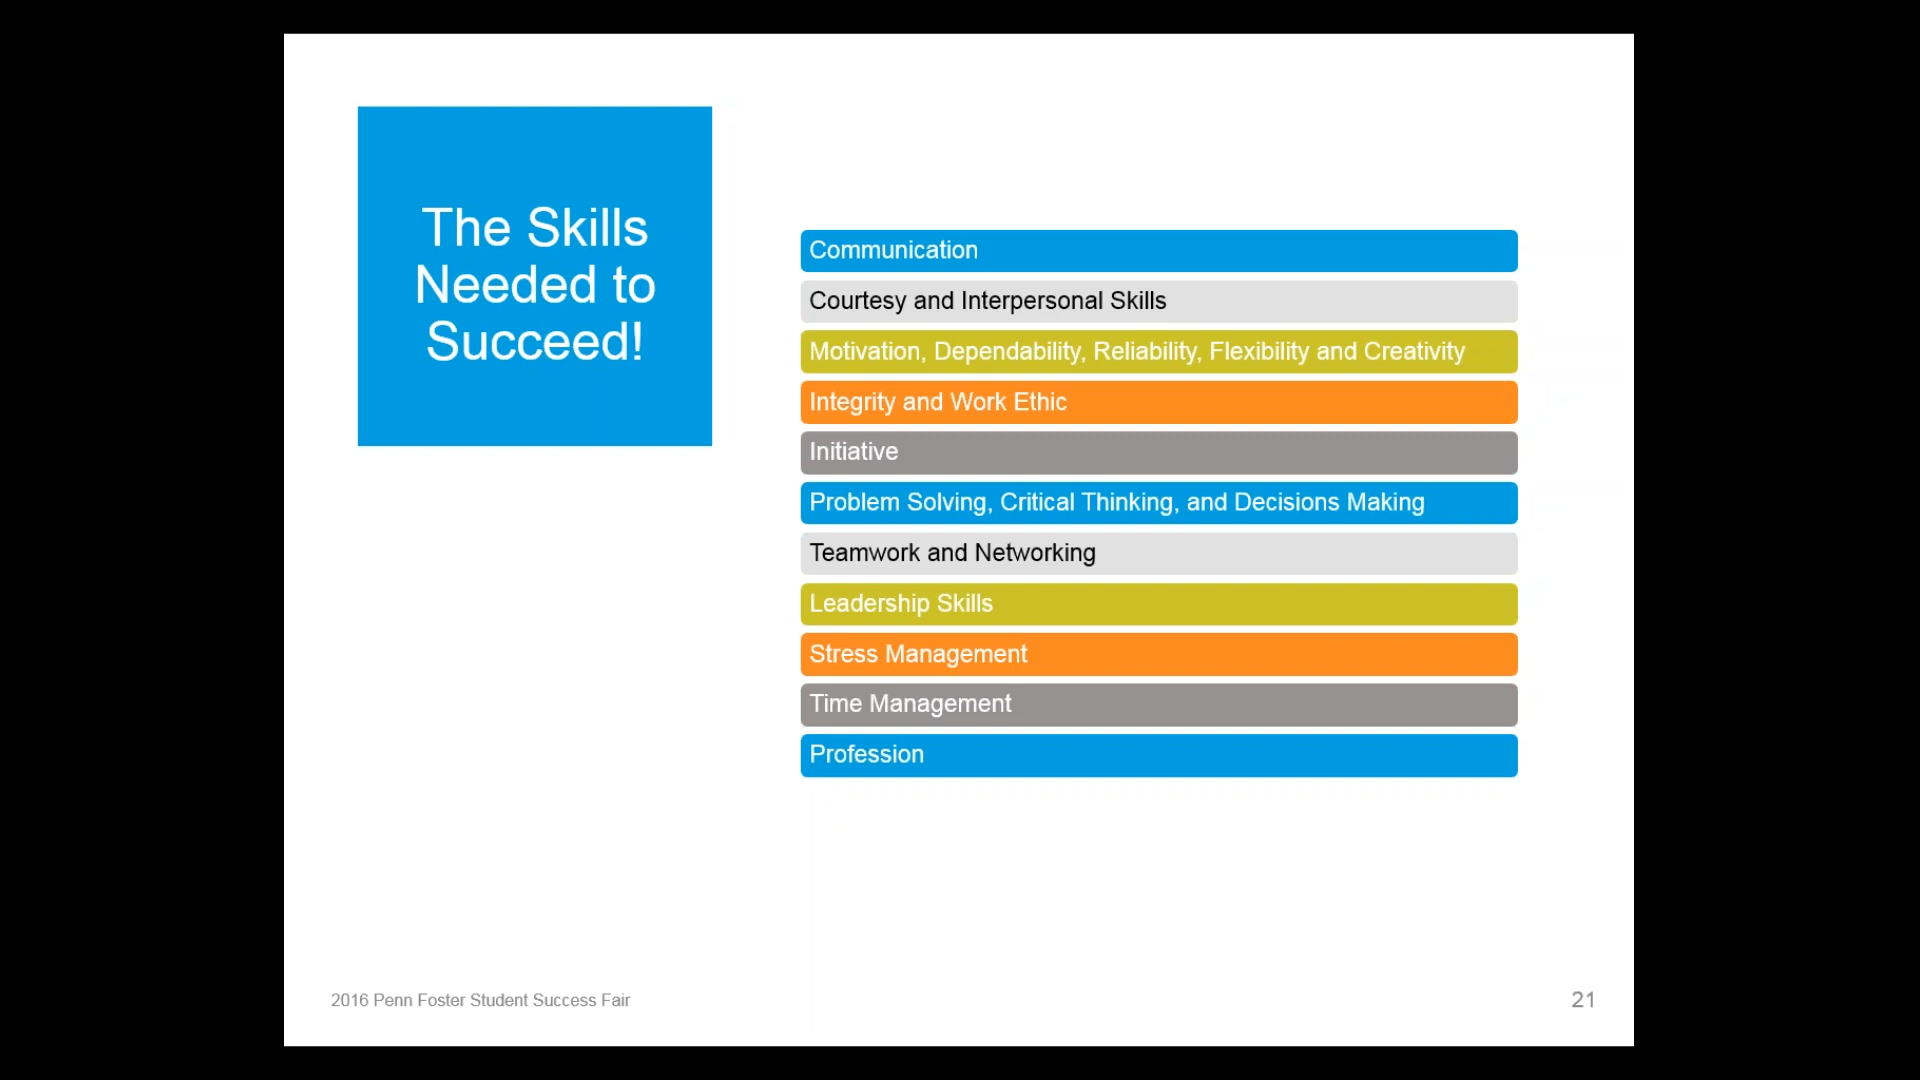 The Skills
Needed to
Succeed!
Communication
Courtesy and Interpersonal Skills
Motivation, Dependability, Reliability, Flexibility and Creativity
Integrity and Work Ethic
Initiative
Problem Solving, Critical Thinking, and Decisions Making
Teamwork and Networking
Leadership Skills
Stress Management
Time Management
Profession
2016 Penn Foster Student Success Fair
21